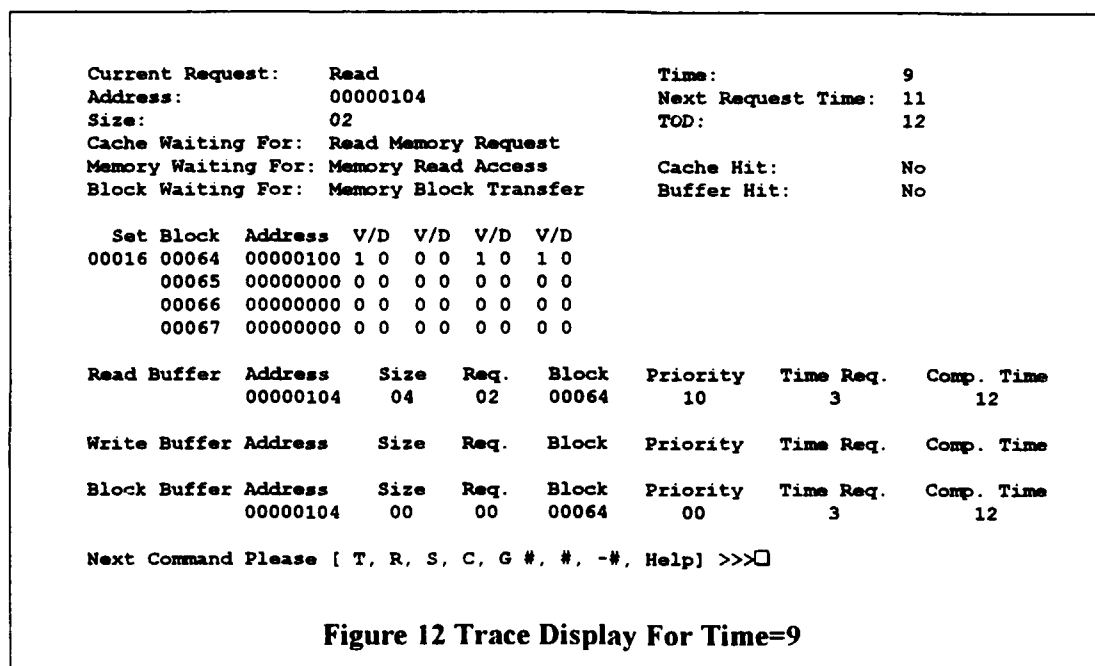 Current Request: Read Time: 9
Address: 00000104 Next Request Time: 11
Size: 02 TOD: 12
Cache Waiting For: Read Memory Request
Memory Waiting For: Memory Read Access Cache Hit: No
Block Waiting For: Memory Block Transfer Buffer Hit: No
Set Block Address V/D V/D V/D V/D
00016 00064 00000100 1 0 0 0 1 0 1 0
00065 00000000 0 0 0 0 0 0 0 0
00066 00000000 0 0 0 0 0 0 0 0
00067 00000000 0 0 0 0 0 0 0 0
Read Buffer Address Size Req. Block Priority Time Req. Comp. Time
00000104 04 02 00064 10 3 12
Write Buffer Address Size Req. Block Priority Time Req. Comp. Time
Block Buffer Address Size Req. Block Priority Time Req. Comp. Time
00000104 00 00 00064 00 3 12
Next Command Please [ T, R, S, C, G #, #, -#, Help] >>>
Figure 12 Trace Display For Time=9